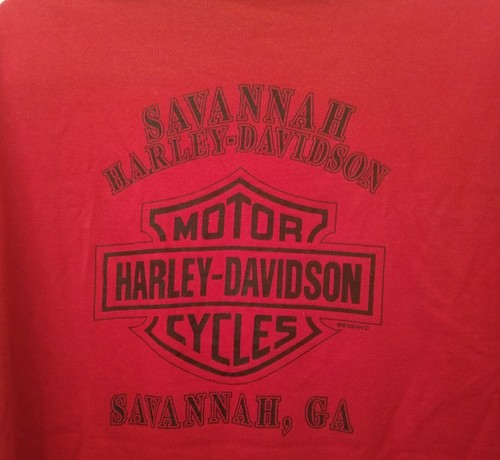 SAVANNAH
HARLEY-DAVIDSON
MOTOR
HARLEY-DAVIDSON
CYCLES
SAVANNAH, GA